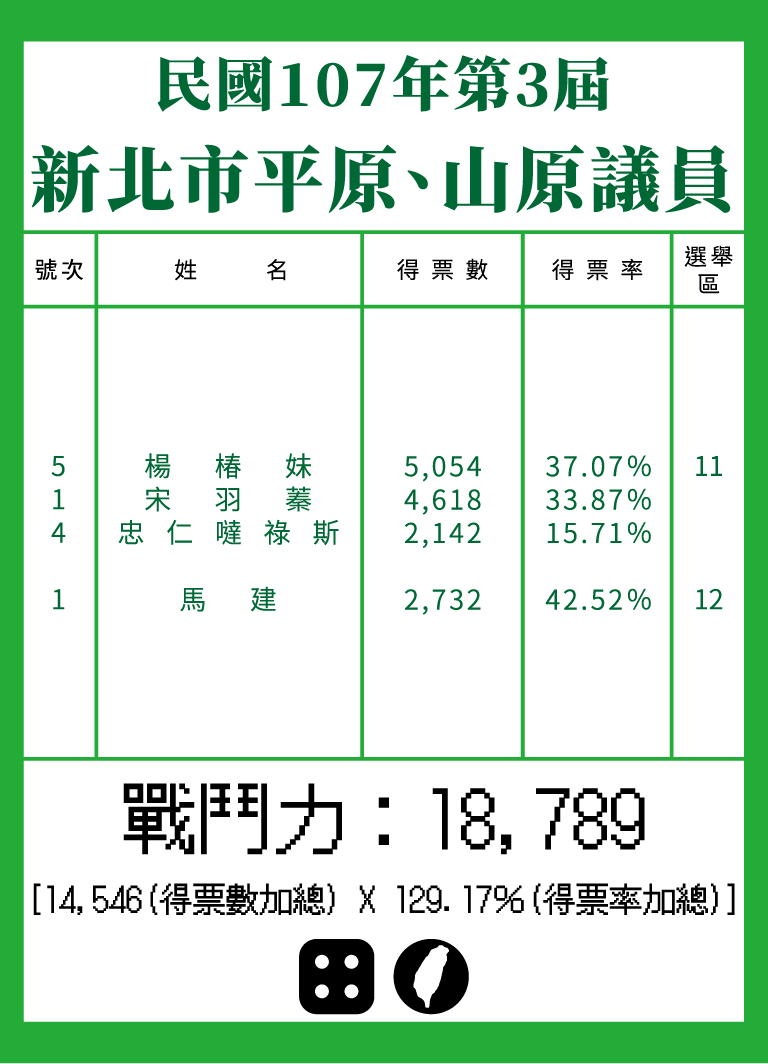 民國107年第3屆
新北市平原、山原議員
號次 姓名 得票數 得票率 選舉區
5 楊椿妹 5,054 37.07% 11
1 宋羽蓁 4,618 33.87%
4 忠仁噠祿斯 2,142 15.71%
1 馬建 2,732 42.52% 12
戰鬥力：18,789
[14,546(得票數加總) X 129.17%(得票率加總)]